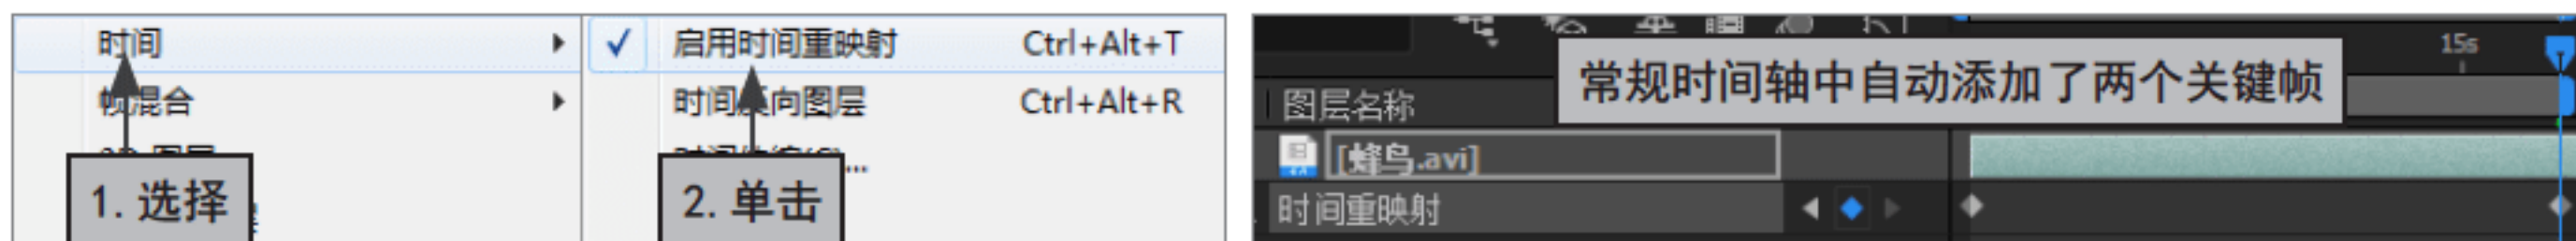 时间
启用时间重映射 Ctrl+Alt+T
帧混合
时间反向图层 Ctrl+Alt+R
1.选择
2.单击
15s
常规时间轴中自动添加了两个关键帧
图层名称
[蜂鸟.avi]
时间重映射